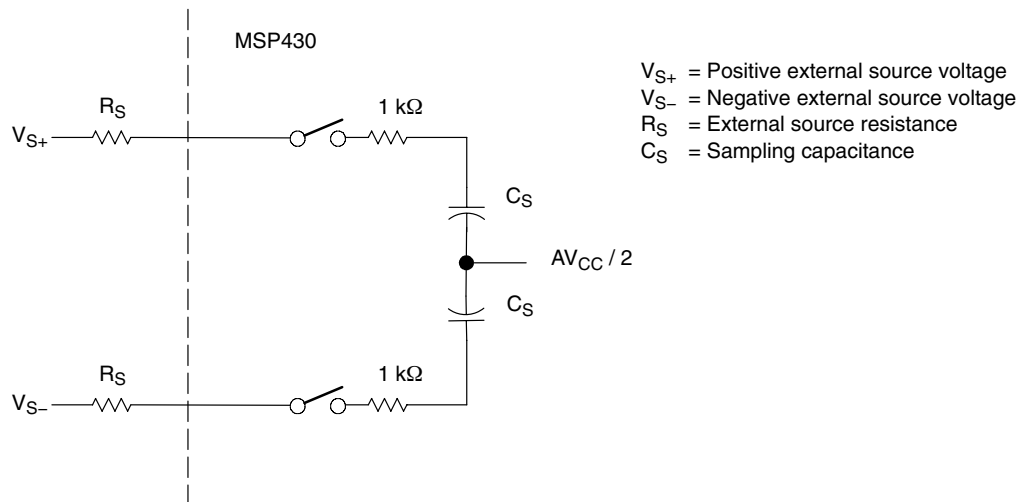 MSP430
V_S+ = Positive external source voltage
V_S– = Negative external source voltage
R_S = External source resistance
C_S = Sampling capacitance
R_S
1 kΩ
V_S+
C_S
AV_CC / 2
C_S
R_S
1 kΩ
V_S–